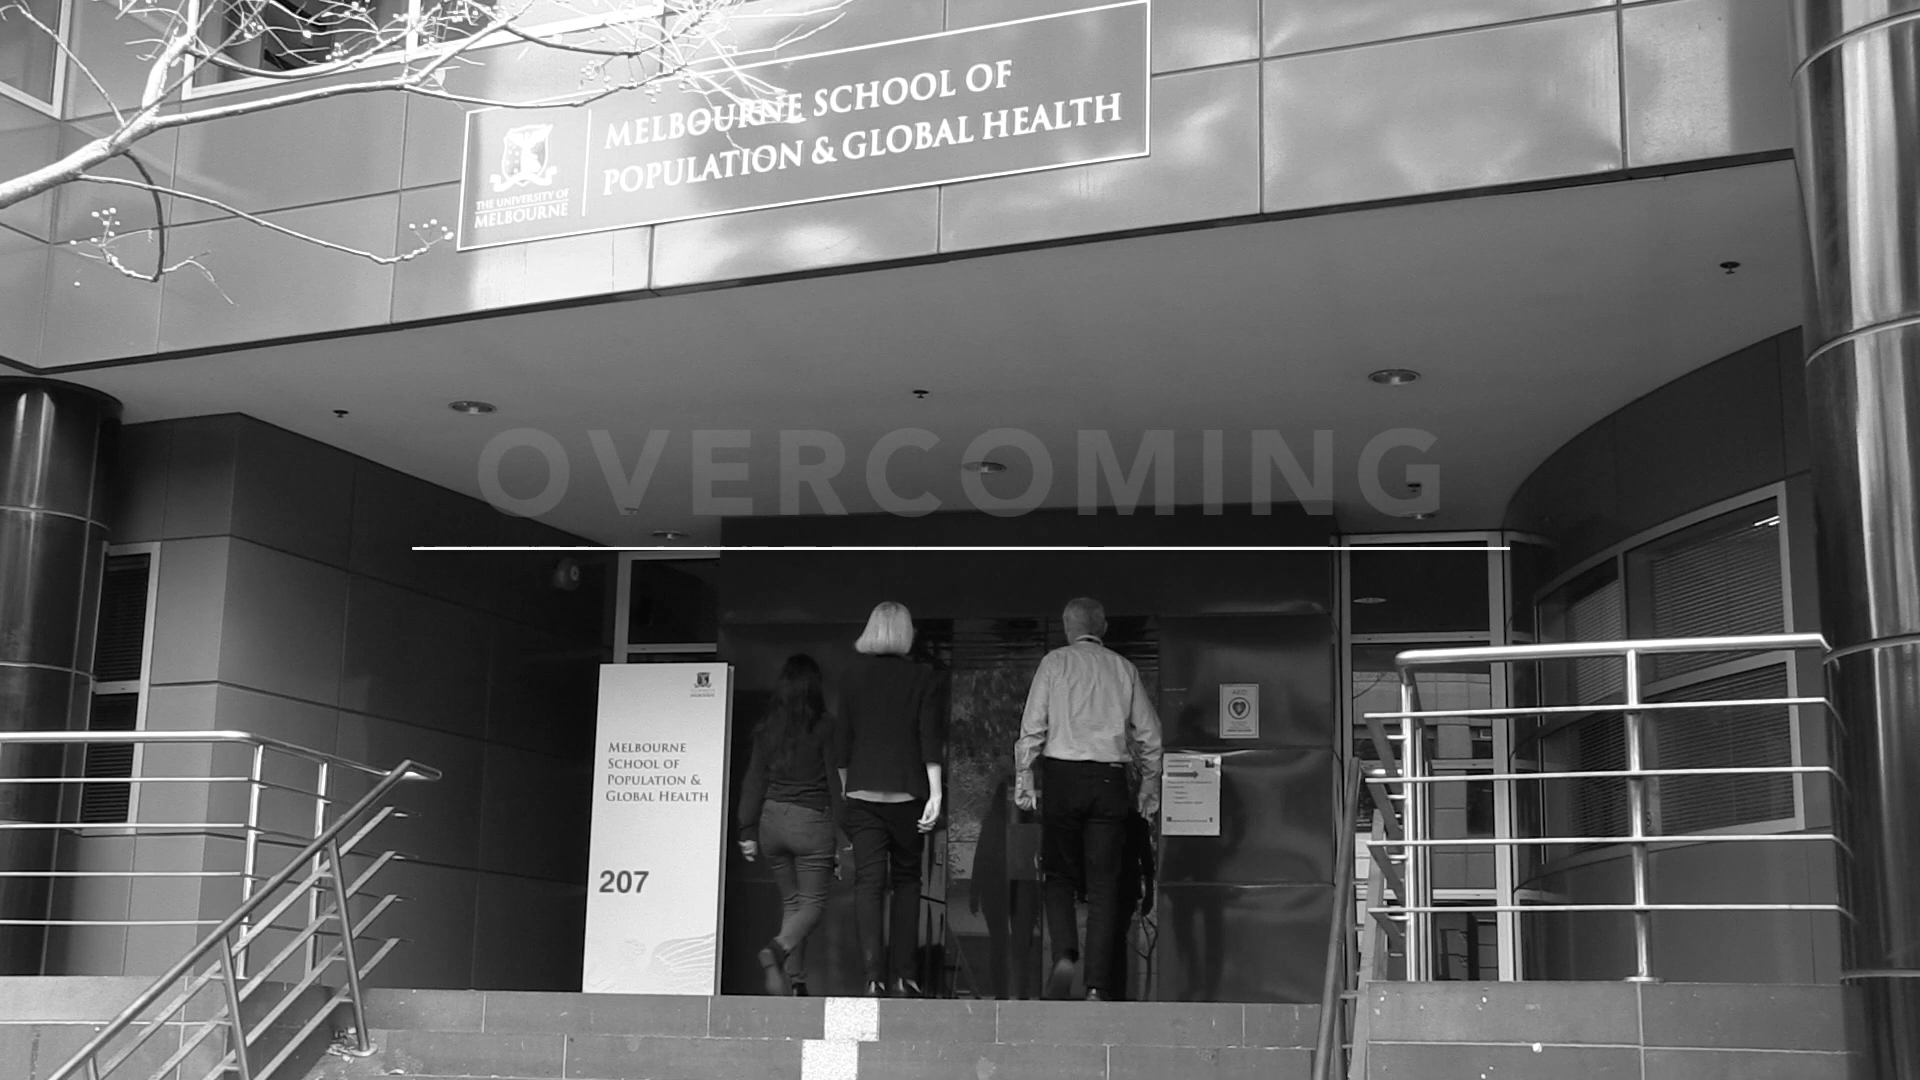 MELBOURNE SCHOOL OF
POPULATION & GLOBAL HEALTH
THE UNIVERSITY OF
MELBOURNE
OVERCOMING
MELBOURNE
SCHOOL OF
POPULATION &
GLOBAL HEALTH
207
AED